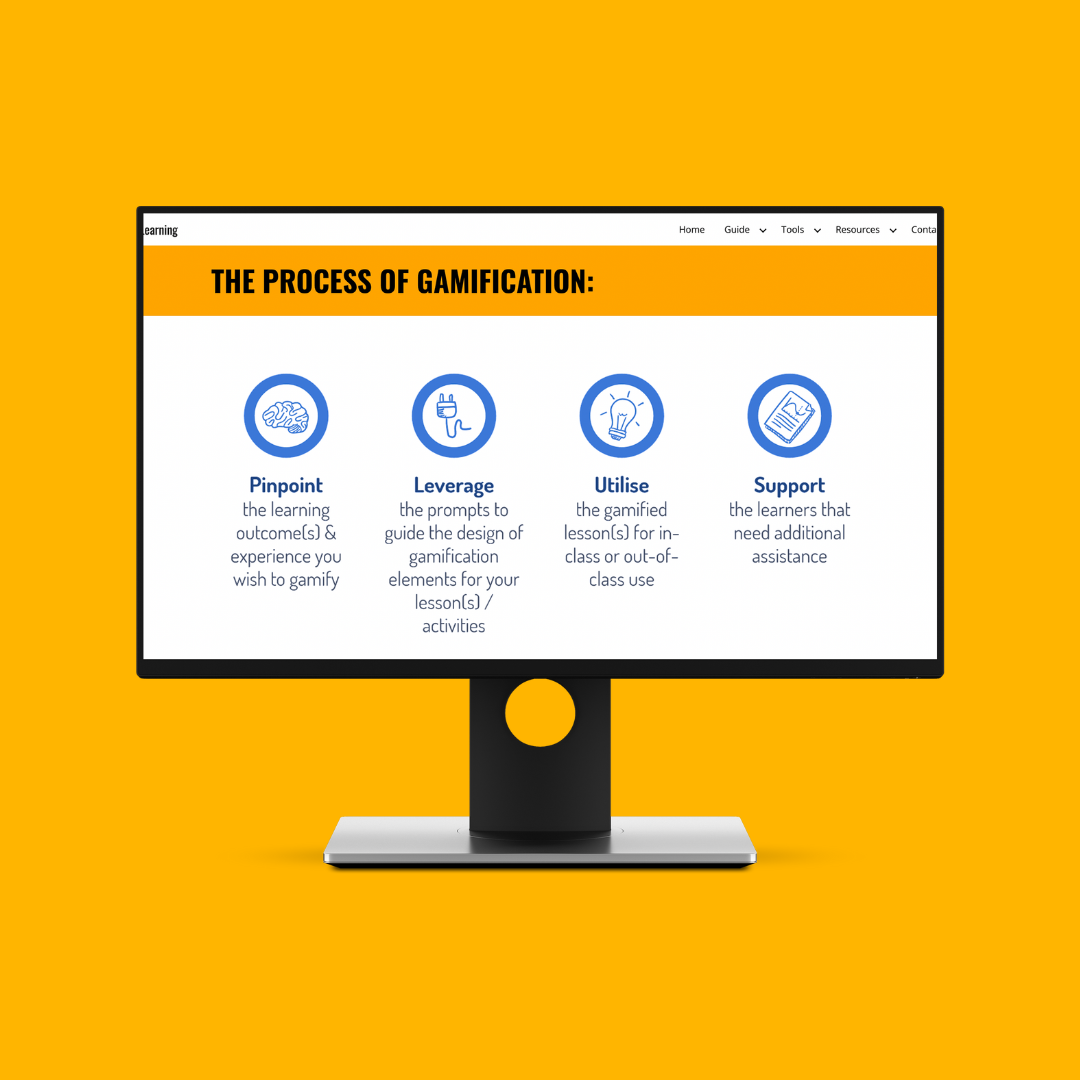 Home Guide Tools Resources
THE PROCESS OF GAMIFICATION:
Pinpoint
the learning
outcome(s) &
experience you
wish to gamify
Leverage
the prompts to
guide the design of
gamification
elements for your
lesson(s) /
activities
Utilise
the gamified
lesson(s) for in-
class or out-of-
class use
Support
the learners that
need additional
assistance